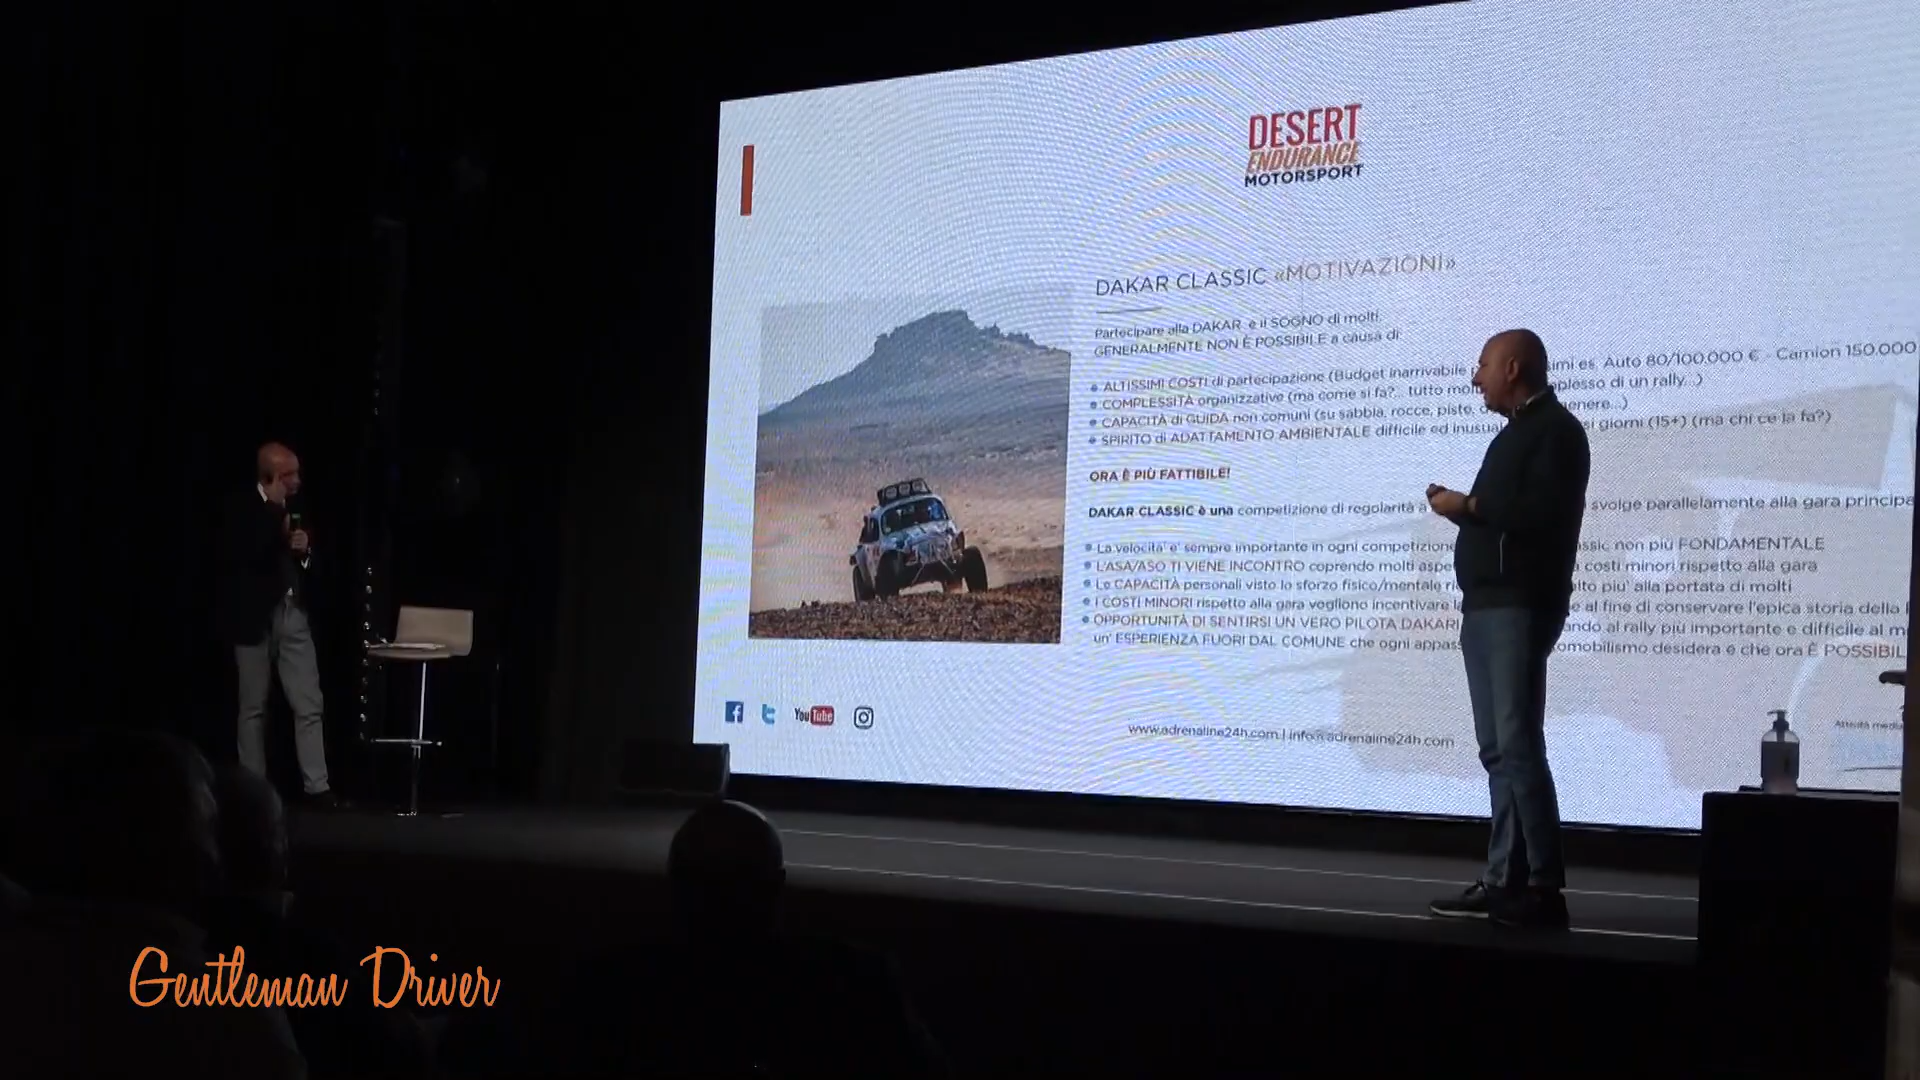 DESERT
ENDURANCE
MOTORSPORT
DAKAR CLASSIC «MOTIVAZIONI»
Partecipare alla DAKAR e il SOGNO di molti.
GENERALMENTE NON È POSSIBILE a causa di:
ALTISSIMI COSTI di partecipazione (Budget inarrivabile simi es. Auto 80/100.000 € - Camion 150.000
COMPLESSITÀ organizzative (ma come si fa?... tutto mol plesso di un rally...)
CAPACITÀ di GUIDA non comuni (su sabbia, rocce, piste, genere...)
SPIRITO di ADATTAMENTO AMBIENTALE difficile ed inusua si giorni (15+) (ma chi ce la fa?)
ORA È PIÙ FATTIBILE!
DAKAR CLASSIC è una competizione di regolarità a svolge parallelamente alla gara principa
La velocita' e' sempre importante in ogni competizione ssic non più FONDAMENTALE
L'ASA/ASO TI VIENE INCONTRO coprendo molti aspe costi minori rispetto alla gara
Le CAPACITÀ personali visto lo sforzo fisico/mentale ri lto piu' alla portata di molti
I COSTI MINORI rispetto alla gara vogliono incentivare l e al fine di conservare l'epica storia della
OPPORTUNITÀ DI SENTIRSI UN VERO PILOTA DAKARI ando al rally più importante e difficile al m
un' ESPERIENZA FUORI DAL COMUNE che ogni appas omobilismo desidera e che ora È POSSIBIL
YouTube
www.adrenaline24h.com | info@adrenaline24h.com
Attività media
Gentleman Driver